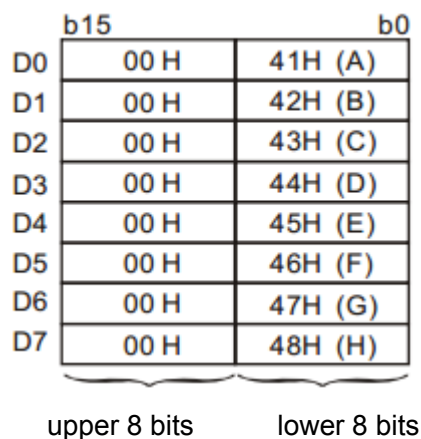 b15 b0
D0 00 H 41H (A)
D1 00 H 42H (B)
D2 00 H 43H (C)
D3 00 H 44H (D)
D4 00 H 45H (E)
D5 00 H 46H (F)
D6 00 H 47H (G)
D7 00 H 48H (H)
upper 8 bits lower 8 bits